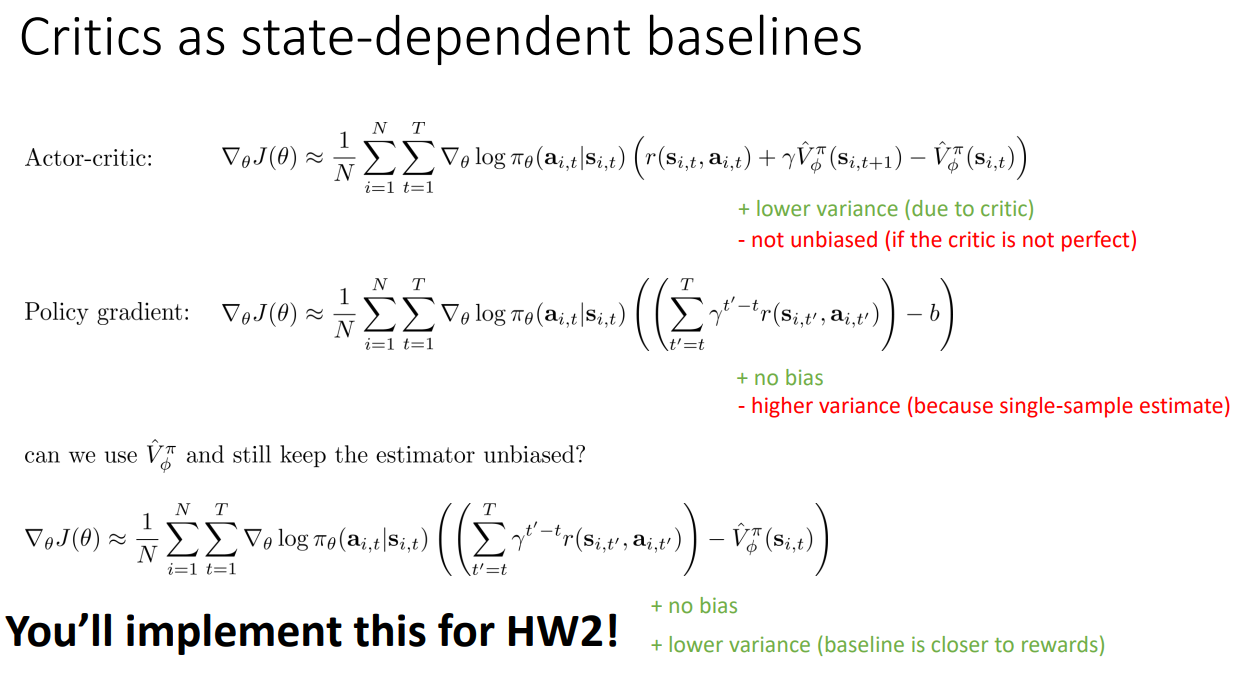 Critics as state-dependent baselines
Actor-critic: $\nabla_\theta J(\theta) \approx \frac{1}{N} \sum_{i=1}^{N} \sum_{t=1}^{T} \nabla_\theta \log \pi_\theta(\mathbf{a}_{i,t}|\mathbf{s}_{i,t}) \left( r(\mathbf{s}_{i,t}, \mathbf{a}_{i,t}) + \gamma \hat{V}_\phi^\pi(\mathbf{s}_{i,t+1}) - \hat{V}_\phi^\pi(\mathbf{s}_{i,t}) \right)$
+ lower variance (due to critic)
- not unbiased (if the critic is not perfect)
Policy gradient: $\nabla_\theta J(\theta) \approx \frac{1}{N} \sum_{i=1}^{N} \sum_{t=1}^{T} \nabla_\theta \log \pi_\theta(\mathbf{a}_{i,t}|\mathbf{s}_{i,t}) \left( \left( \sum_{t'=t}^{T} \gamma^{t'-t} r(\mathbf{s}_{i,t'}, \mathbf{a}_{i,t'}) \right) - b \right)$
+ no bias
- higher variance (because single-sample estimate)
can we use $\hat{V}_\phi^\pi$ and still keep the estimator unbiased?
$\nabla_\theta J(\theta) \approx \frac{1}{N} \sum_{i=1}^{N} \sum_{t=1}^{T} \nabla_\theta \log \pi_\theta(\mathbf{a}_{i,t}|\mathbf{s}_{i,t}) \left( \left( \sum_{t'=t}^{T} \gamma^{t'-t} r(\mathbf{s}_{i,t'}, \mathbf{a}_{i,t'}) \right) - \hat{V}_\phi^\pi(\mathbf{s}_{i,t}) \right)$
+ no bias
You'll implement this for HW2!
+ lower variance (baseline is closer to rewards)